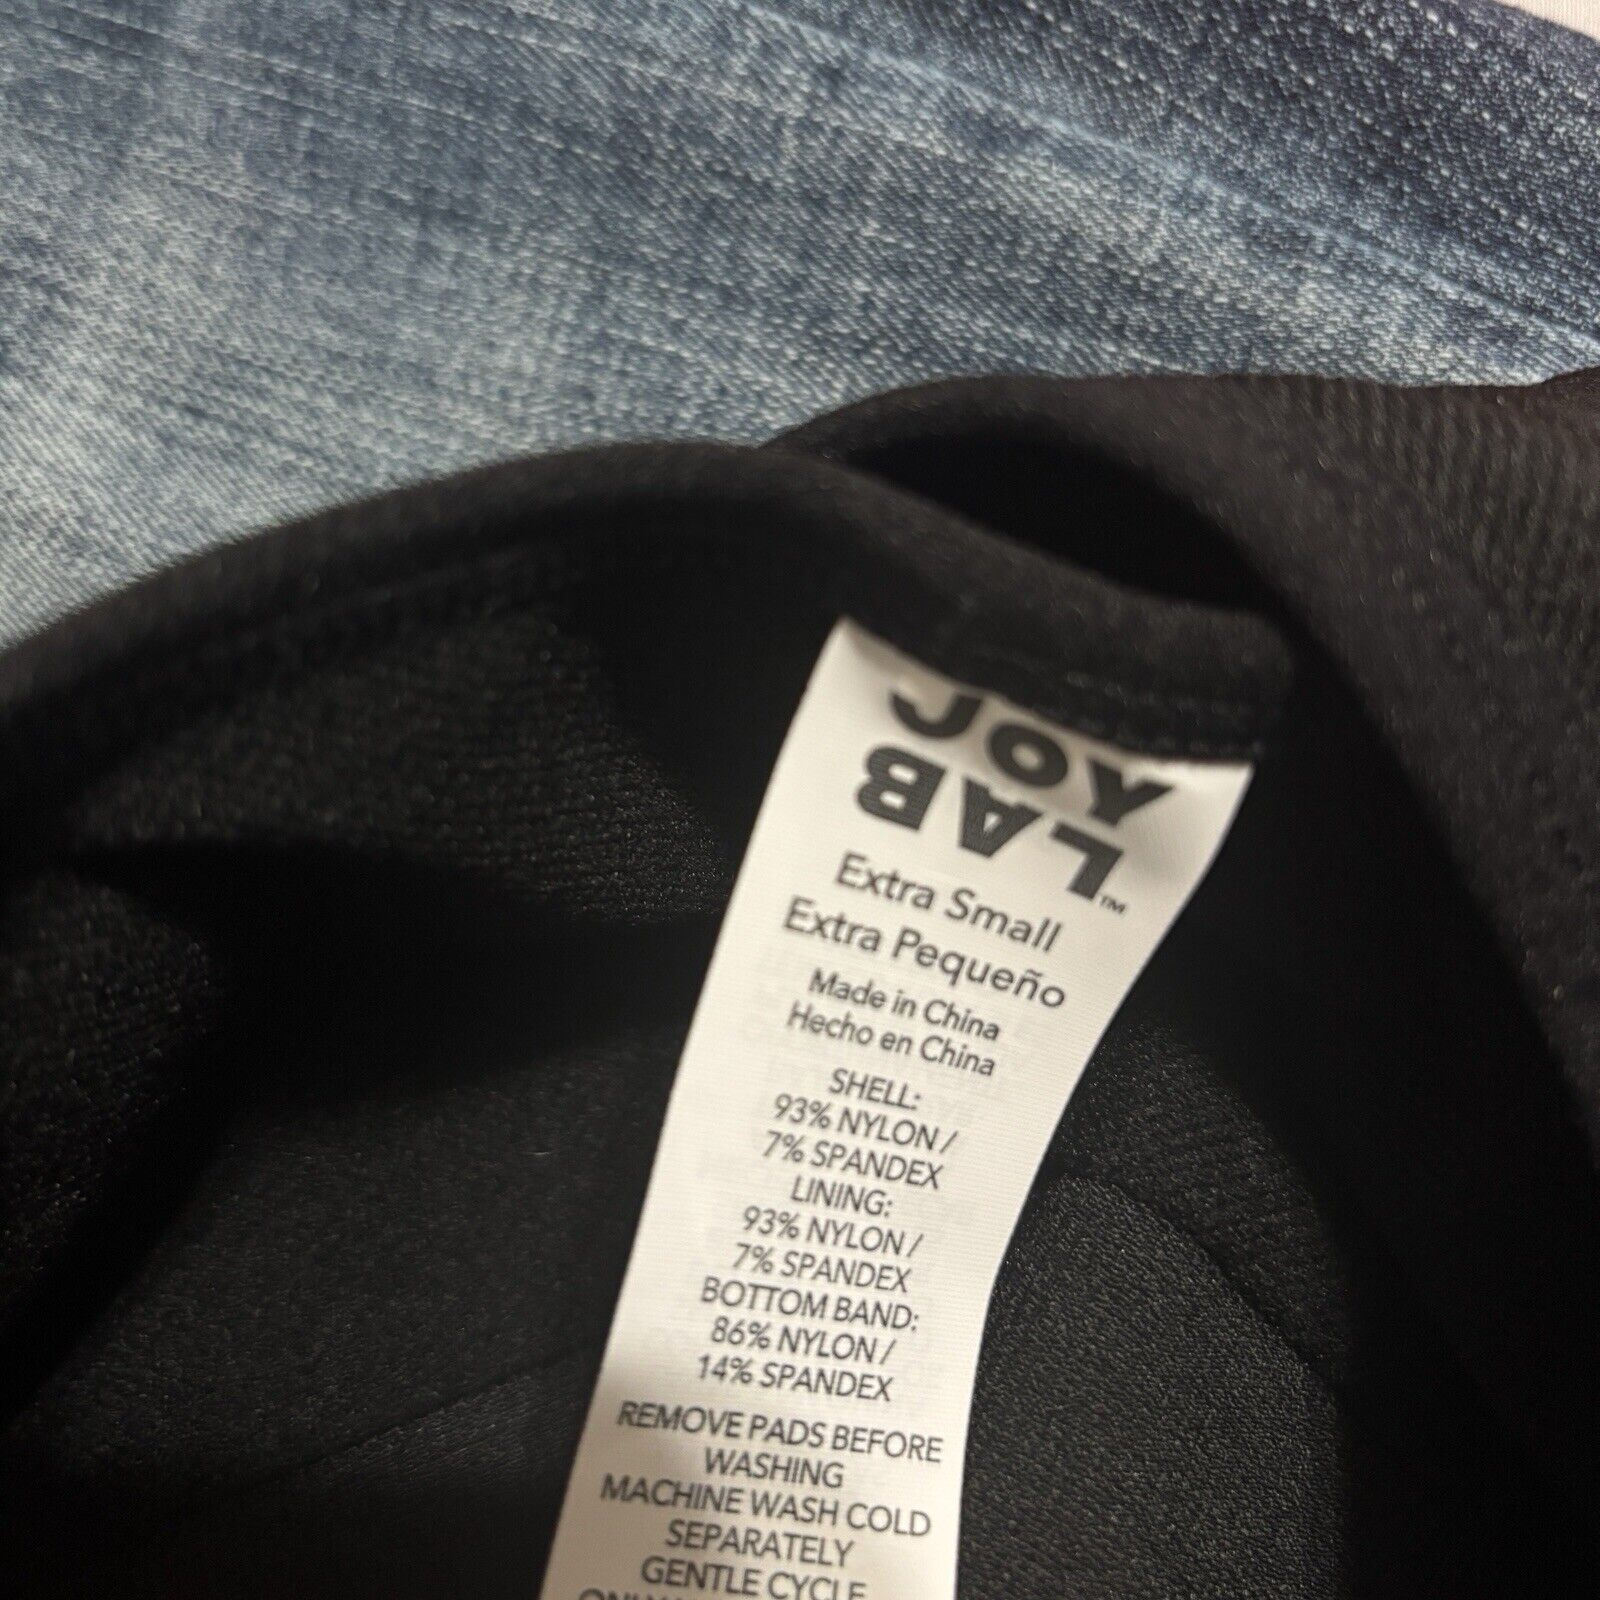 JOY
LAB™
Extra Small
Extra Pequeño
Made in China
Hecho en China
SHELL:
93% NYLON /
7% SPANDEX
LINING:
93% NYLON /
7% SPANDEX
BOTTOM BAND:
86% NYLON /
14% SPANDEX
REMOVE PADS BEFORE
WASHING
MACHINE WASH COLD
SEPARATELY
GENTLE CYCLE